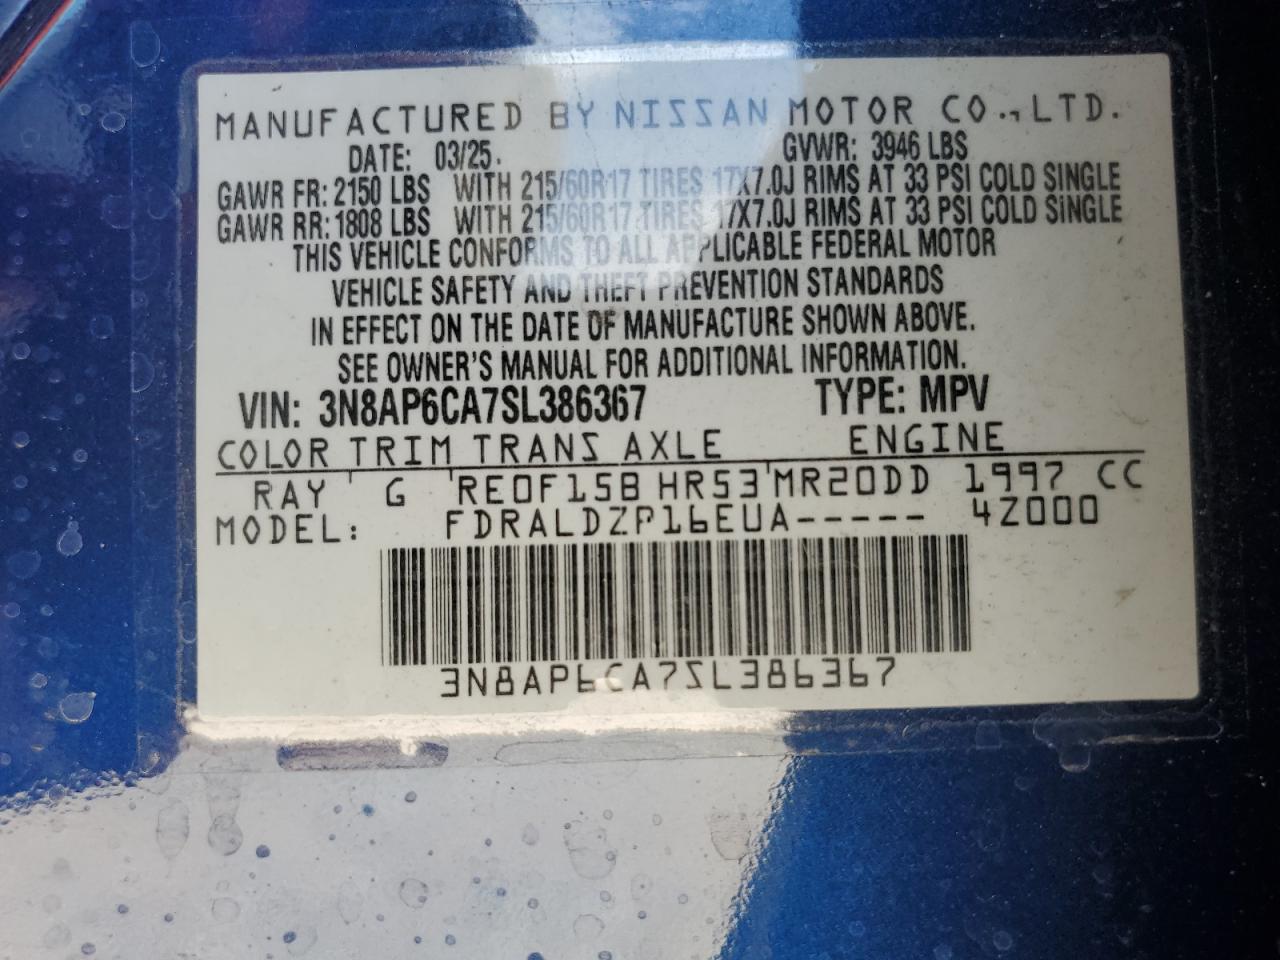 MANUFACTURED BY NISSAN MOTOR CO., LTD.
DATE: 03/25. GVWR: 3946 LBS
GAWR FR: 2150 LBS WITH 215/60R17 TIRES 17X7.0J RIMS AT 33 PSI COLD SINGLE
GAWR RR: 1808 LBS WITH 215/60R17 TIRES 17X7.0J RIMS AT 33 PSI COLD SINGLE
THIS VEHICLE CONFORMS TO ALL APPLICABLE FEDERAL MOTOR
VEHICLE SAFETY AND THEFT PREVENTION STANDARDS
IN EFFECT ON THE DATE OF MANUFACTURE SHOWN ABOVE.
SEE OWNER'S MANUAL FOR ADDITIONAL INFORMATION.
VIN: 3N8AP6CA7SL386367 TYPE: MPV
COLOR TRIM TRANS AXLE ENGINE
RAY G RE0F15B HR53 MR20DD 1997 CC
MODEL: FDRALDZP16EUA----- 4Z000
3N8AP6CA7SL386367